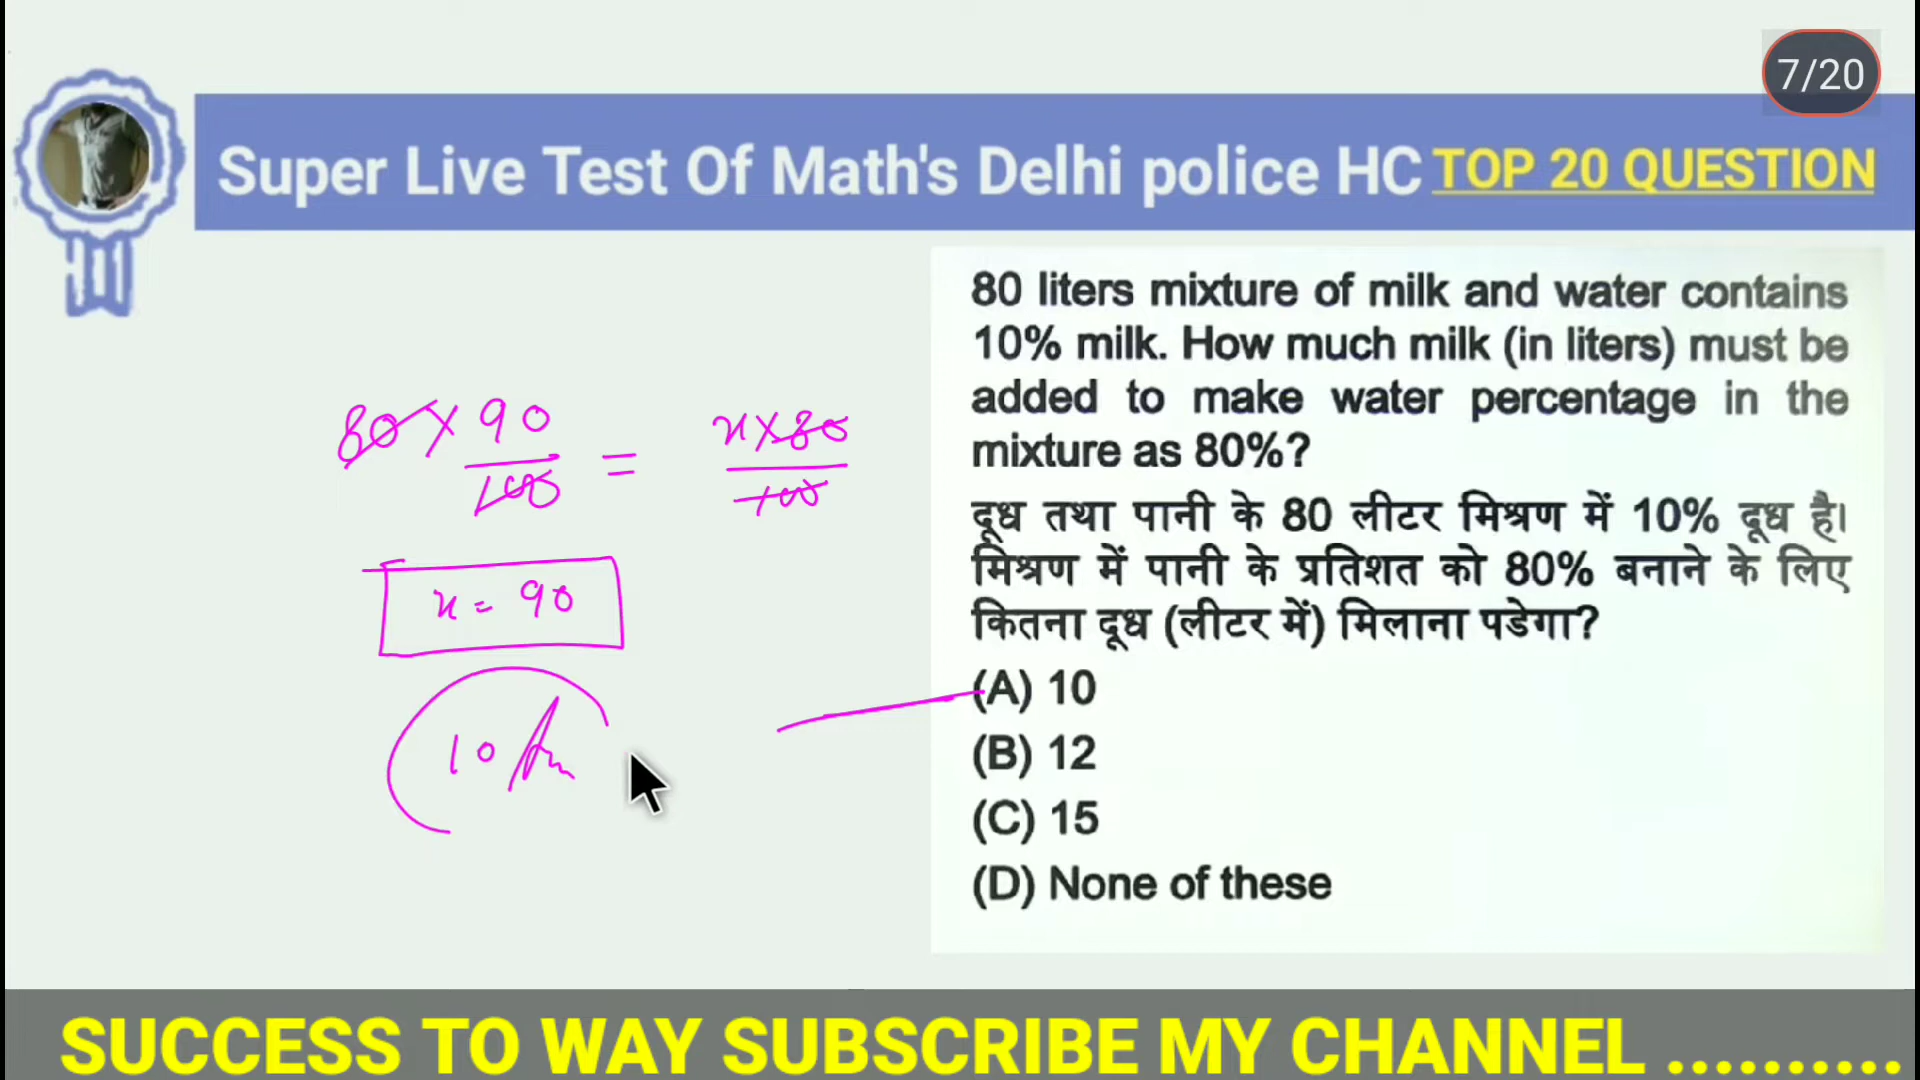 7/20
Super Live Test Of Math's Delhi police HC TOP 20 QUESTION
80 liters mixture of milk and water contains
10% milk. How much milk (in liters) must be
added to make water percentage in the
mixture as 80%?
दूध तथा पानी के 80 लीटर मिश्रण में 10% दूध है।
मिश्रण में पानी के प्रतिशत को 80% बनाने के लिए
कितना दूध (लीटर में) मिलाना पडेगा?
(A) 10
(B) 12
(C) 15
(D) None of these
80 × 90/100 = x × 80/100
x = 90
10
SUCCESS TO WAY SUBSCRIBE MY CHANNEL ..........